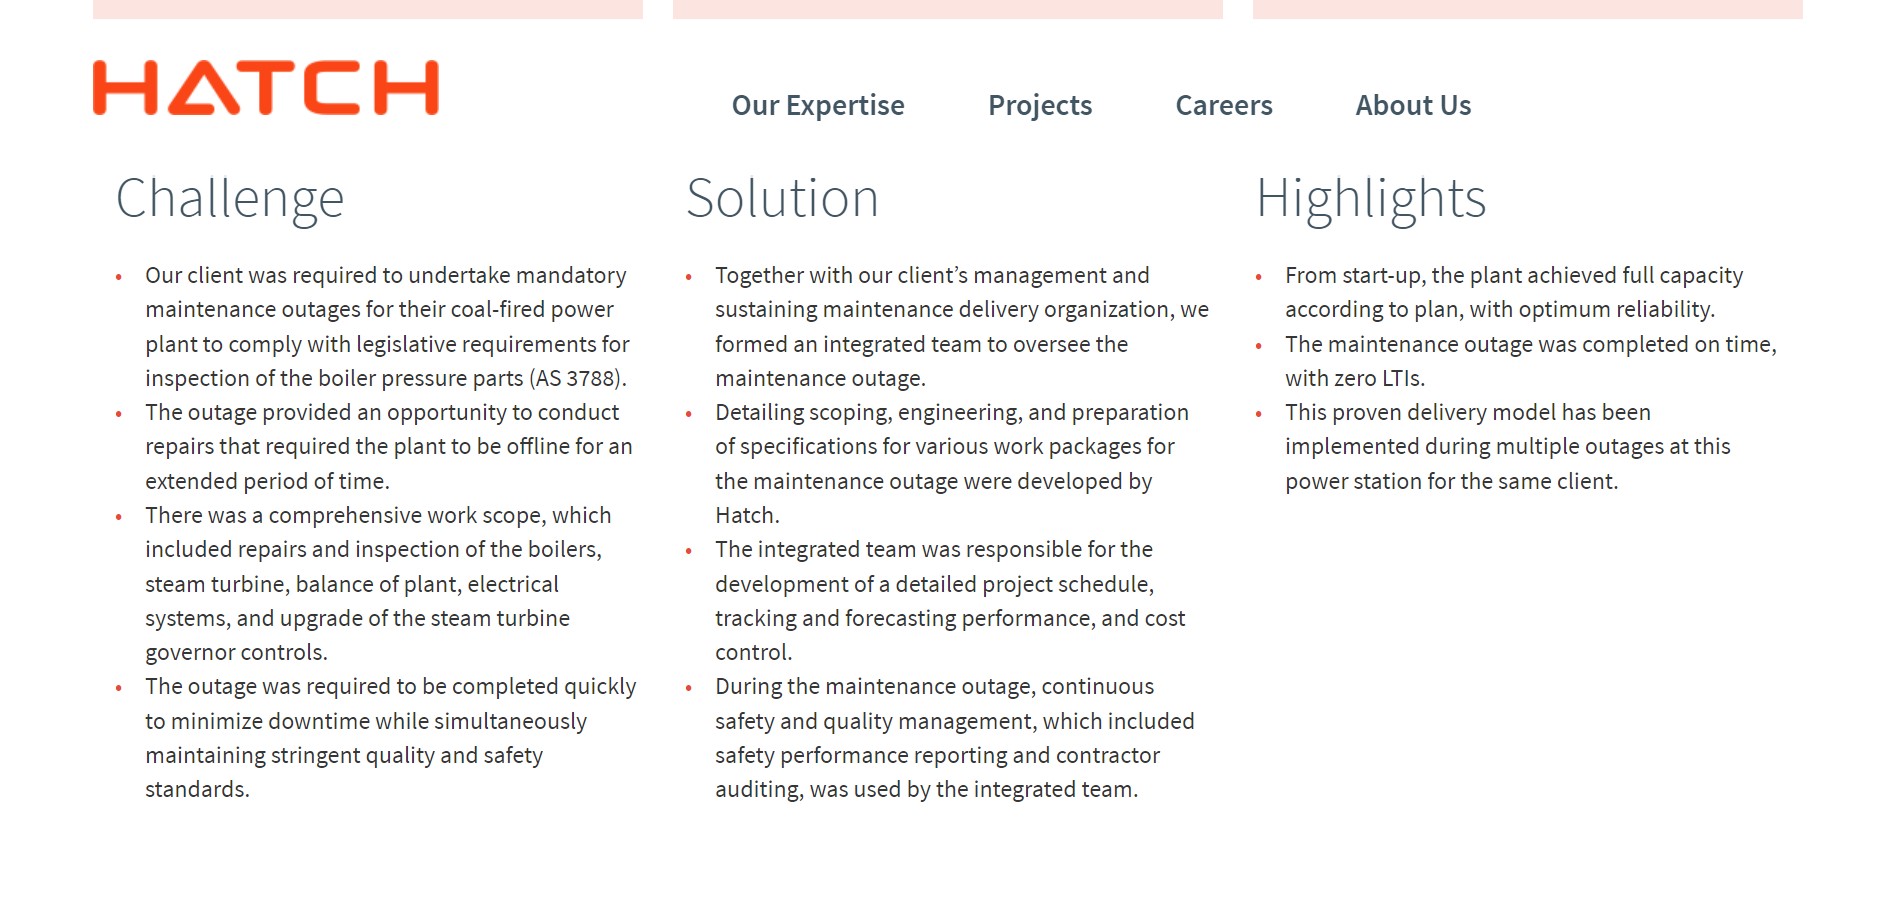 HATCH
Our Expertise
Projects
Careers
About Us
Challenge
• Our client was required to undertake mandatory
maintenance outages for their coal-fired power
plant to comply with legislative requirements for
inspection of the boiler pressure parts (AS 3788).
• The outage provided an opportunity to conduct
repairs that required the plant to be offline for an
extended period of time.
• There was a comprehensive work scope, which
included repairs and inspection of the boilers,
steam turbine, balance of plant, electrical
systems, and upgrade of the steam turbine
governor controls.
• The outage was required to be completed quickly
to minimize downtime while simultaneously
maintaining stringent quality and safety
standards.
Solution
• Together with our client’s management and
sustaining maintenance delivery organization, we
formed an integrated team to oversee the
maintenance outage.
• Detailing scoping, engineering, and preparation
of specifications for various work packages for
the maintenance outage were developed by
Hatch.
• The integrated team was responsible for the
development of a detailed project schedule,
tracking and forecasting performance, and cost
control.
• During the maintenance outage, continuous
safety and quality management, which included
safety performance reporting and contractor
auditing, was used by the integrated team.
Highlights
• From start-up, the plant achieved full capacity
according to plan, with optimum reliability.
• The maintenance outage was completed on time,
with zero LTIs.
• This proven delivery model has been
implemented during multiple outages at this
power station for the same client.